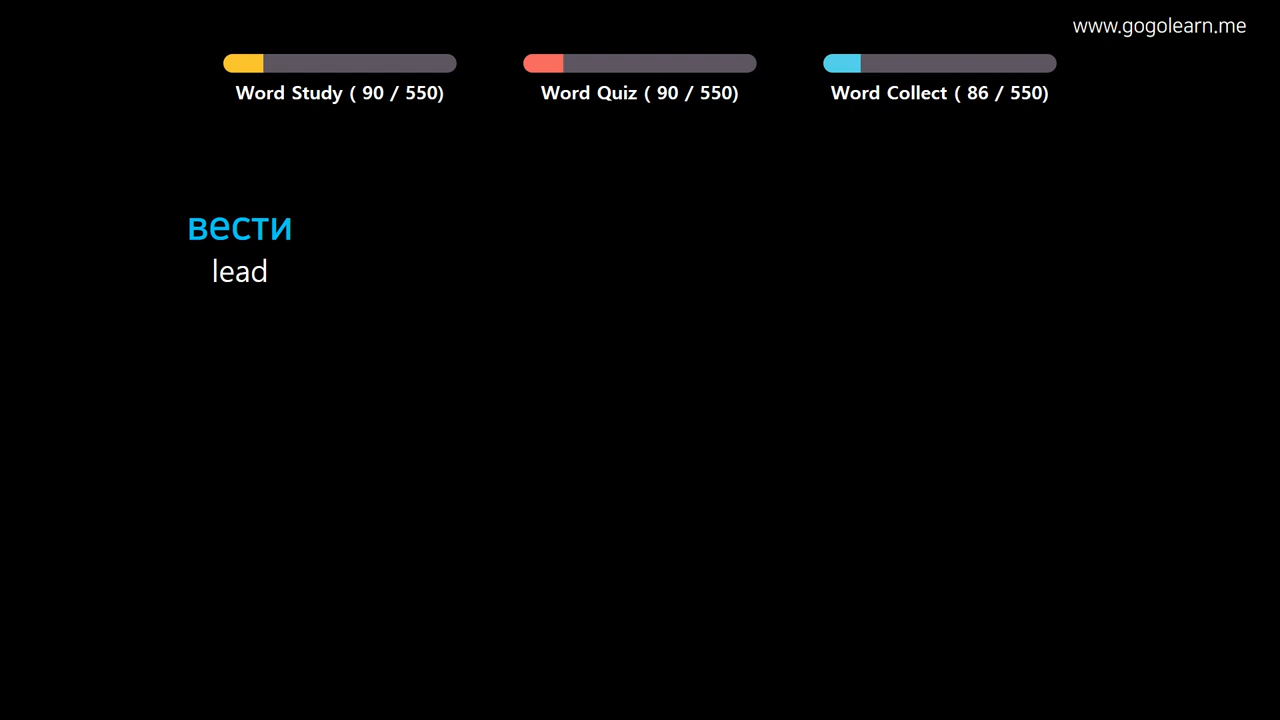 www.gogolearn.me
Word Study ( 90 / 550)
Word Quiz ( 90 / 550)
Word Collect ( 86 / 550)
вести
lead